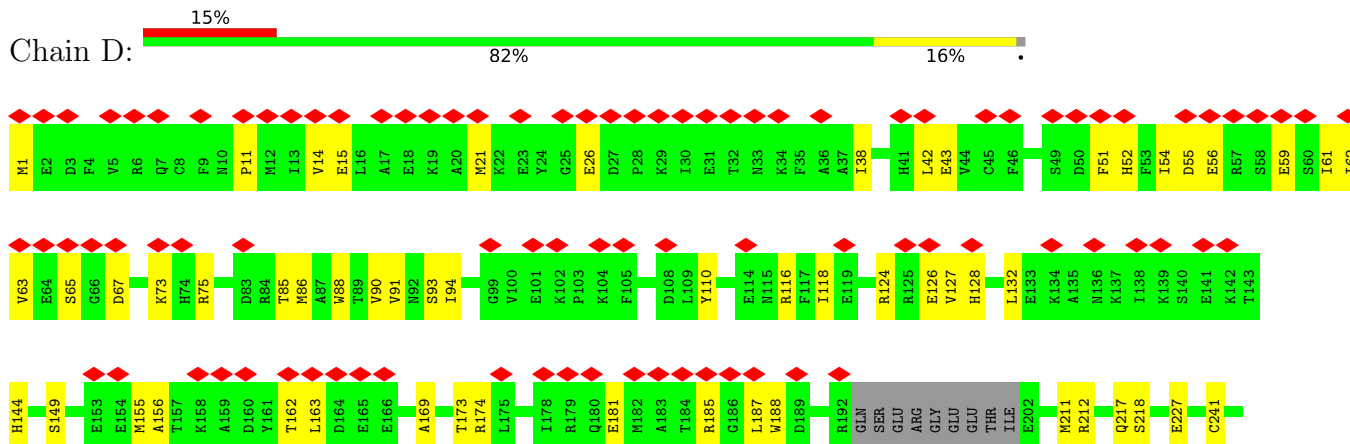 15%
Chain D:
82% 16% •
M1 E2 D3 F4 V5 R6 Q7 C8 F9 N10 P11 M12 I13 V14 E15 L16 A17 E18 K19 A20 M21 K22 E23 Y24 G25 E26 D27 P28 K29 I30 E31 T32 N33 K34 F35 A36 A37 I38 H41 L42 E43 V44 C45 F46 S49 D50 F51 H52 F53 I54 D55 E56 R57 S58 E59 S60 I61 I62
V63 E64 S65 G66 D67 K73 H74 R75 D83 R84 T85 M86 A87 W88 T89 V90 V91 N92 S93 I94 G99 V100 E101 K102 P103 K104 F105 D108 L109 Y110 E114 N115 R116 F117 I118 E119 R124 R125 E126 V127 H128 L132 E133 K134 A135 N136 K137 I138 K139 S140 E141 K142 T143
H144 S149 E153 E154 M155 A156 T157 K158 A159 D160 Y161 T162 L163 D164 E165 E166 A169 T173 R174 L175 I178 R179 Q180 E181 M182 A183 T184 R185 G186 L187 W188 D189 R192 GLN SER GLU ARG GLY GLU GLU THR ILE E202 M211 R212 Q217 S218 E227 C241